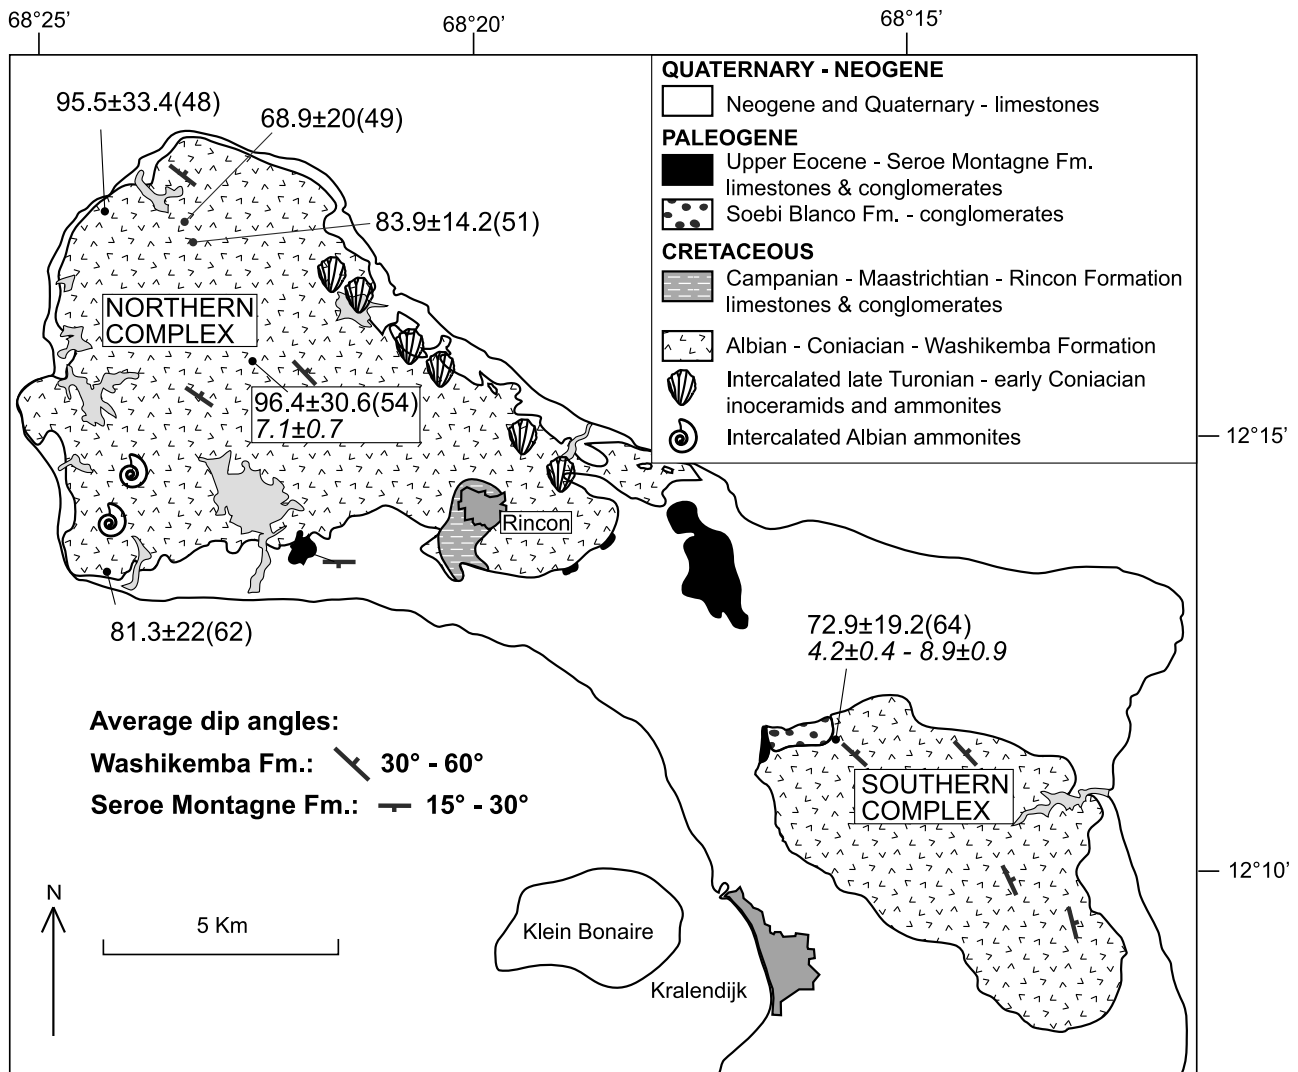 68°25’
68°20’
68°15’
QUATERNARY - NEOGENE
Neogene and Quaternary - limestones
PALEOGENE
Upper Eocene - Seroe Montagne Fm.
limestones & conglomerates
Soebi Blanco Fm. - conglomerates
CRETACEOUS
Campanian - Maastrichtian - Rincon Formation
limestones & conglomerates
Albian - Coniacian - Washikemba Formation
Intercalated late Turonian - early Coniacian
inoceramids and ammonites
Intercalated Albian ammonites
95.5±33.4(48)
68.9±20(49)
83.9±14.2(51)
NORTHERN
COMPLEX
96.4±30.6(54)
7.1±0.7
12°15’
Rincon
81.3±22(62)
72.9±19.2(64)
4.2±0.4 - 8.9±0.9
Average dip angles:
Washikemba Fm.: 30° - 60°
Seroe Montagne Fm.: 15° - 30°
SOUTHERN
COMPLEX
12°10’
N
5 Km
Klein Bonaire
Kralendijk